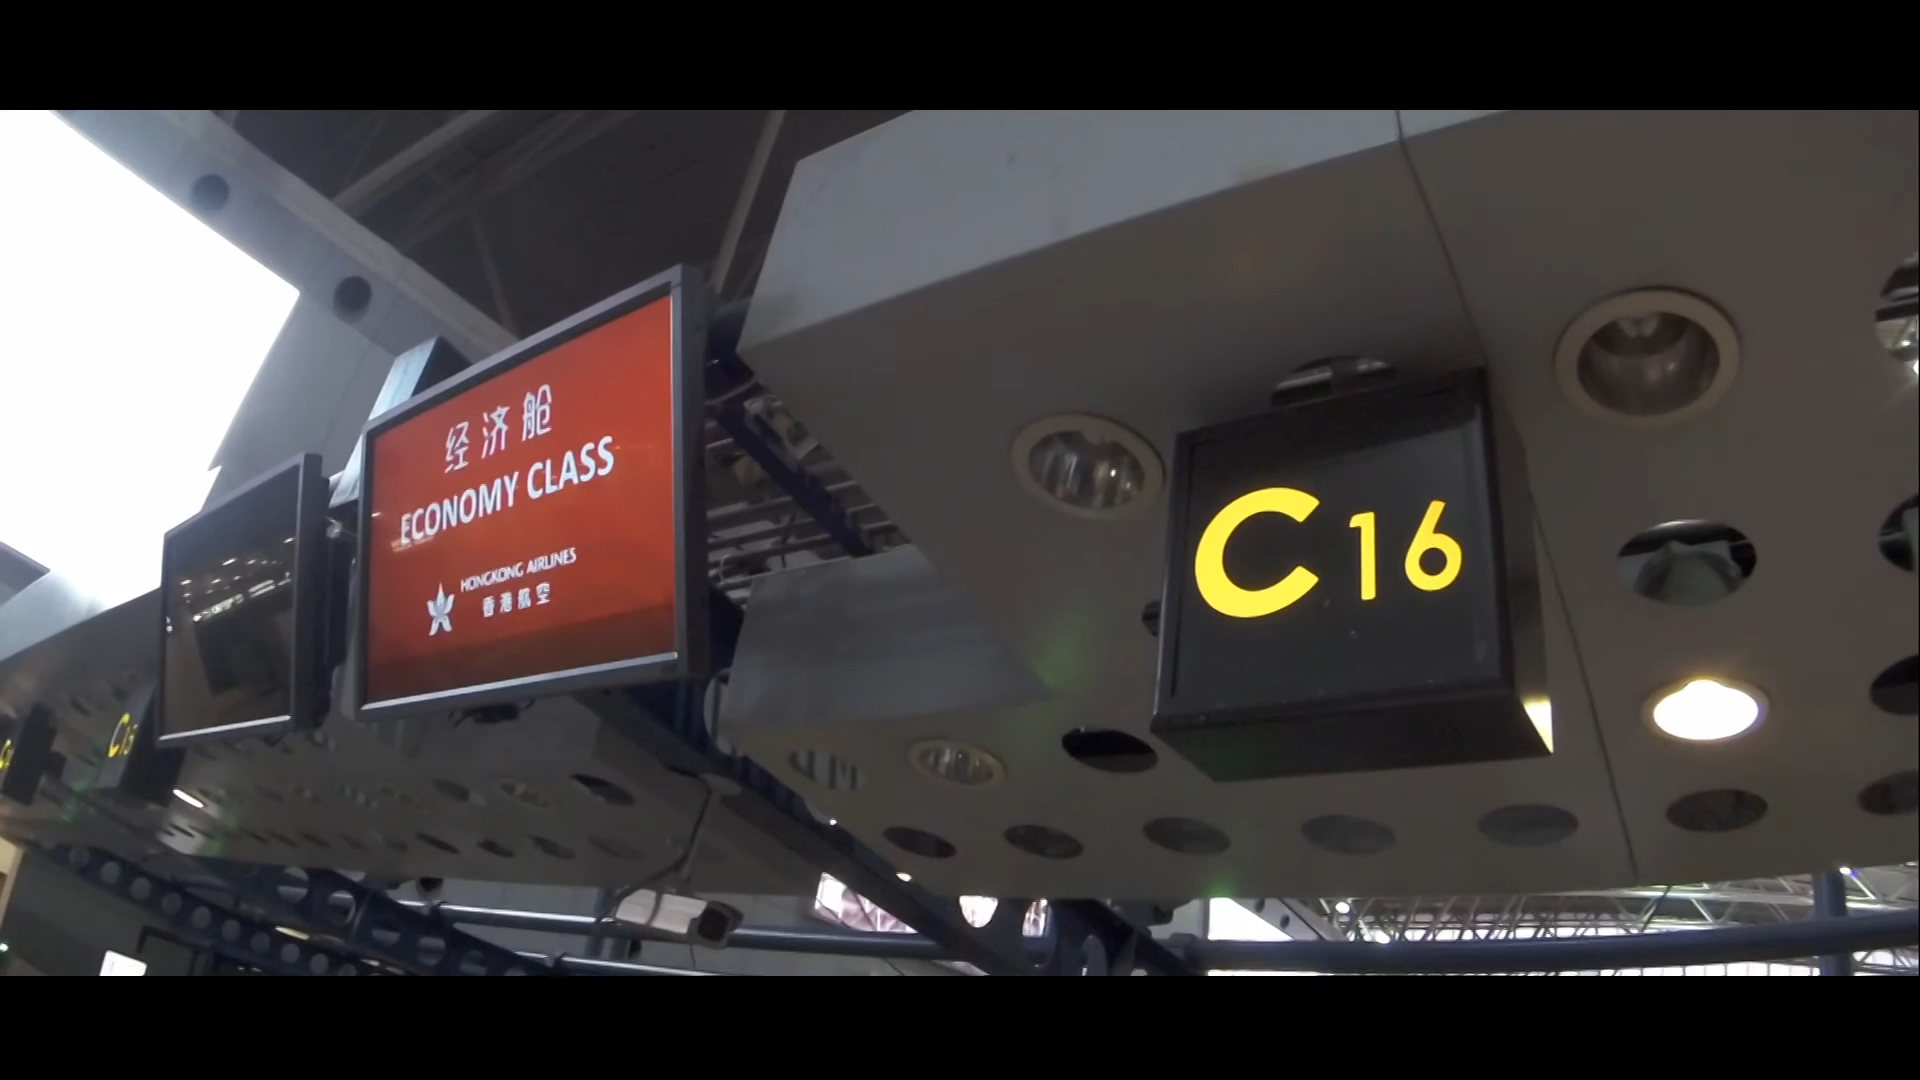 经济舱
ECONOMY CLASS
HONGKONG AIRLINES
香港航空
C16